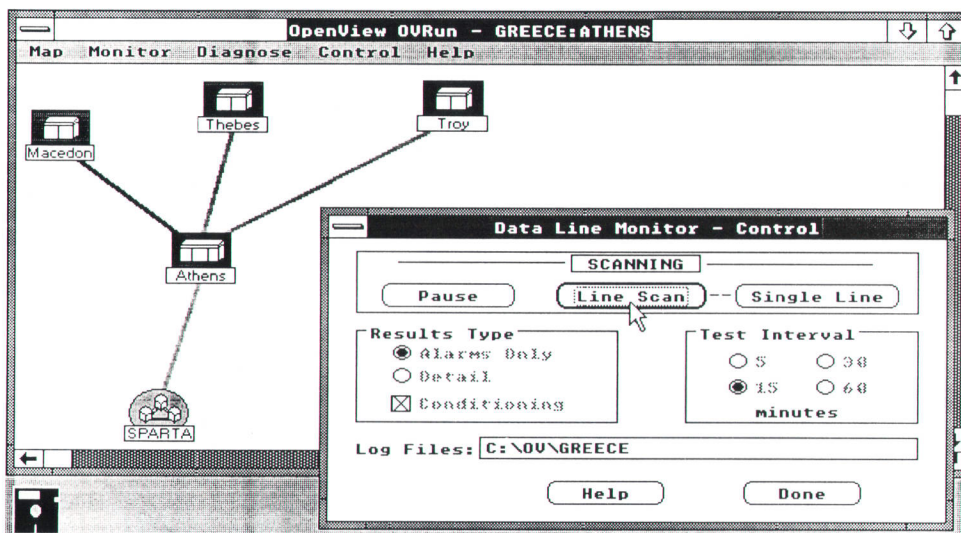 OpenView OVRun - GREECE:ATHENS
Map Monitor Diagnose Control Help
Thebes
Troy
Macedon
Athens
SPARTA
Data Line Monitor - Control
SCANNING
Pause
Line Scan
Single Line
Results Type
Alarms Only
Detail
Conditioning
Test Interval
5
30
15
60
minutes
Log Files: C:\OV\GREECE
Help
Done